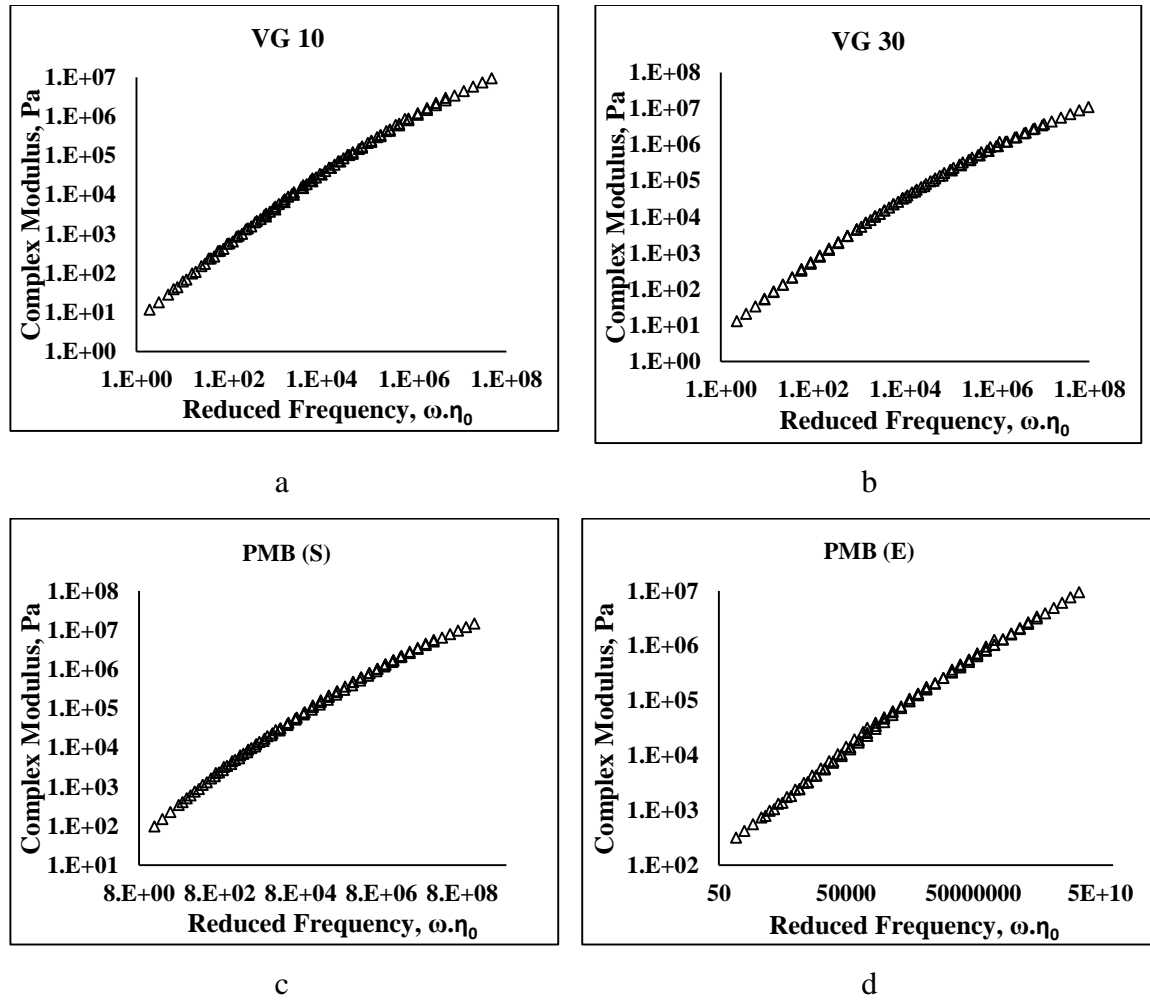 VG 10
Complex Modulus, Pa
1.E+07
1.E+06
1.E+05
1.E+04
1.E+03
1.E+02
1.E+01
1.E+00
1.E+00 1.E+02 1.E+04 1.E+06 1.E+08
Reduced Frequency, ω.η₀
a
VG 30
Complex Modulus, Pa
1.E+08
1.E+07
1.E+06
1.E+05
1.E+04
1.E+03
1.E+02
1.E+01
1.E+00
1.E+00 1.E+02 1.E+04 1.E+06 1.E+08
Reduced Frequency, ω.η₀
b
PMB (S)
Complex Modulus, Pa
1.E+08
1.E+07
1.E+06
1.E+05
1.E+04
1.E+03
1.E+02
1.E+01
8.E+00 8.E+02 8.E+04 8.E+06 8.E+08
Reduced Frequency, ω.η₀
c
PMB (E)
Complex Modulus, Pa
1.E+07
1.E+06
1.E+05
1.E+04
1.E+03
1.E+02
50 50000 50000000 5E+10
Reduced Frequency, ω.η₀
d